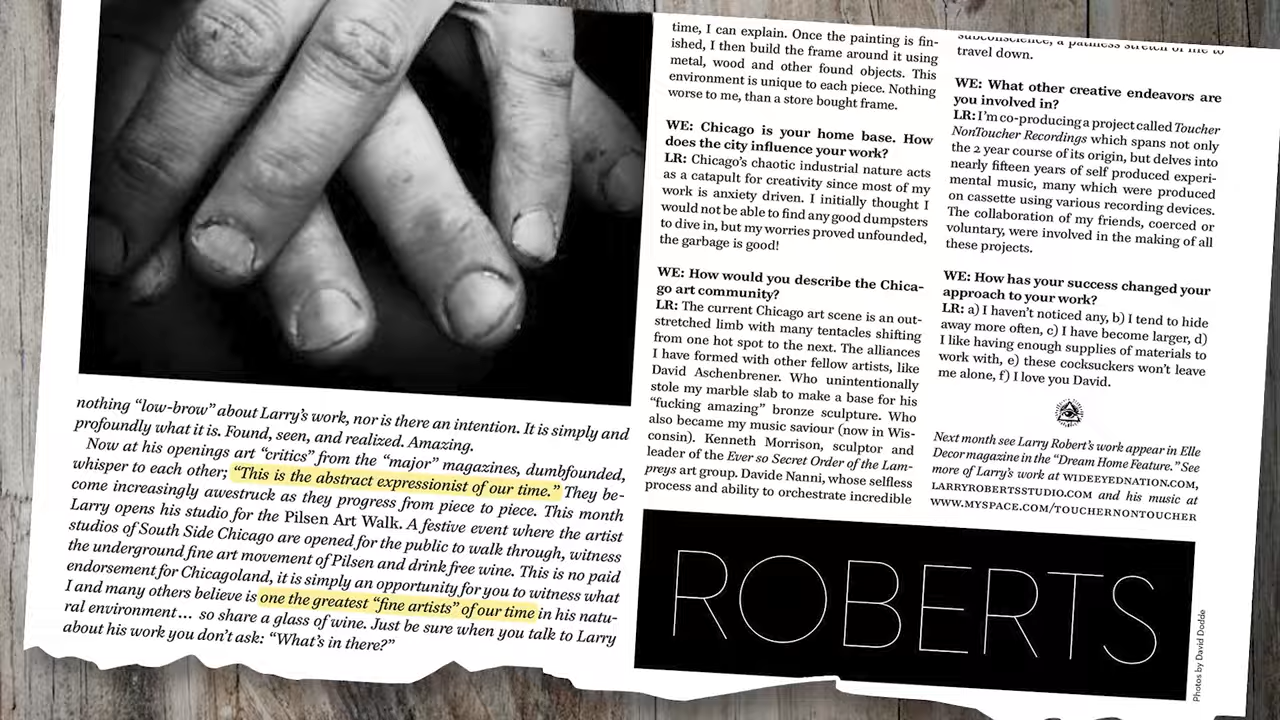 nothing “low-brow” about Larry’s work, nor is there an intention. It is simply and
profoundly what it is. Found, seen, and realized. Amazing.
Now at his openings art “critics” from the “major” magazines, dumbfounded,
whisper to each other; “This is the abstract expressionist of our time.” They be-
come increasingly awestruck as they progress from piece to piece. This month
Larry opens his studio for the Pilsen Art Walk. A festive event where the artist
studios of South Side Chicago are opened for the public to walk through, witness
the underground fine art movement of Pilsen and drink free wine. This is no paid
endorsement for Chicagoland, it is simply an opportunity for you to witness what
I and many others believe is one the greatest “fine artists” of our time in his natu-
ral environment... so share a glass of wine. Just be sure when you talk to Larry
about his work you don’t ask: “What’s in there?”
time, I can explain. Once the painting is fin-
ished, I then build the frame around it using
metal, wood and other found objects. This
environment is unique to each piece. Nothing
worse to me, than a store bought frame.
WE: Chicago is your home base. How
does the city influence your work?
LR: Chicago’s chaotic industrial nature acts
as a catapult for creativity since most of my
work is anxiety driven. I initially thought I
would not be able to find any good dumpsters
to dive in, but my worries proved unfounded,
the garbage is good!
WE: How would you describe the Chica-
go art community?
LR: The current Chicago art scene is an out-
stretched limb with many tentacles shifting
from one hot spot to the next. The alliances
I have formed with other fellow artists, like
David Aschenbrener. Who unintentionally
stole my marble slab to make a base for his
“fucking amazing” bronze sculpture. Who
also became my music saviour (now in Wis-
consin). Kenneth Morrison, sculptor and
leader of the Ever so Secret Order of the Lam-
preys art group. Davide Nanni, whose selfless
process and ability to orchestrate incredible
subconscience, a pathless stretch of life to
travel down.
WE: What other creative endeavors are
you involved in?
LR: I’m co-producing a project called Toucher
NonToucher Recordings which spans not only
the 2 year course of its origin, but delves into
nearly fifteen years of self produced experi-
mental music, many which were produced
on cassette using various recording devices.
The collaboration of my friends, coerced or
voluntary, were involved in the making of all
these projects.
WE: How has your success changed your
approach to your work?
LR: a) I haven’t noticed any, b) I tend to hide
away more often, c) I have become larger, d)
I like having enough supplies of materials to
work with, e) these cocksuckers won’t leave
me alone, f) I love you David.
Next month see Larry Robert’s work appear in Elle
Decor magazine in the “Dream Home Feature.” See
more of Larry’s work at WIDEEYEDNATION.COM,
LARRYROBERTSSTUDIO.COM and his music at
WWW.MYSPACE.COM/TOUCHERNONTOUCHER
ROBERTS
Photos by David Dodde